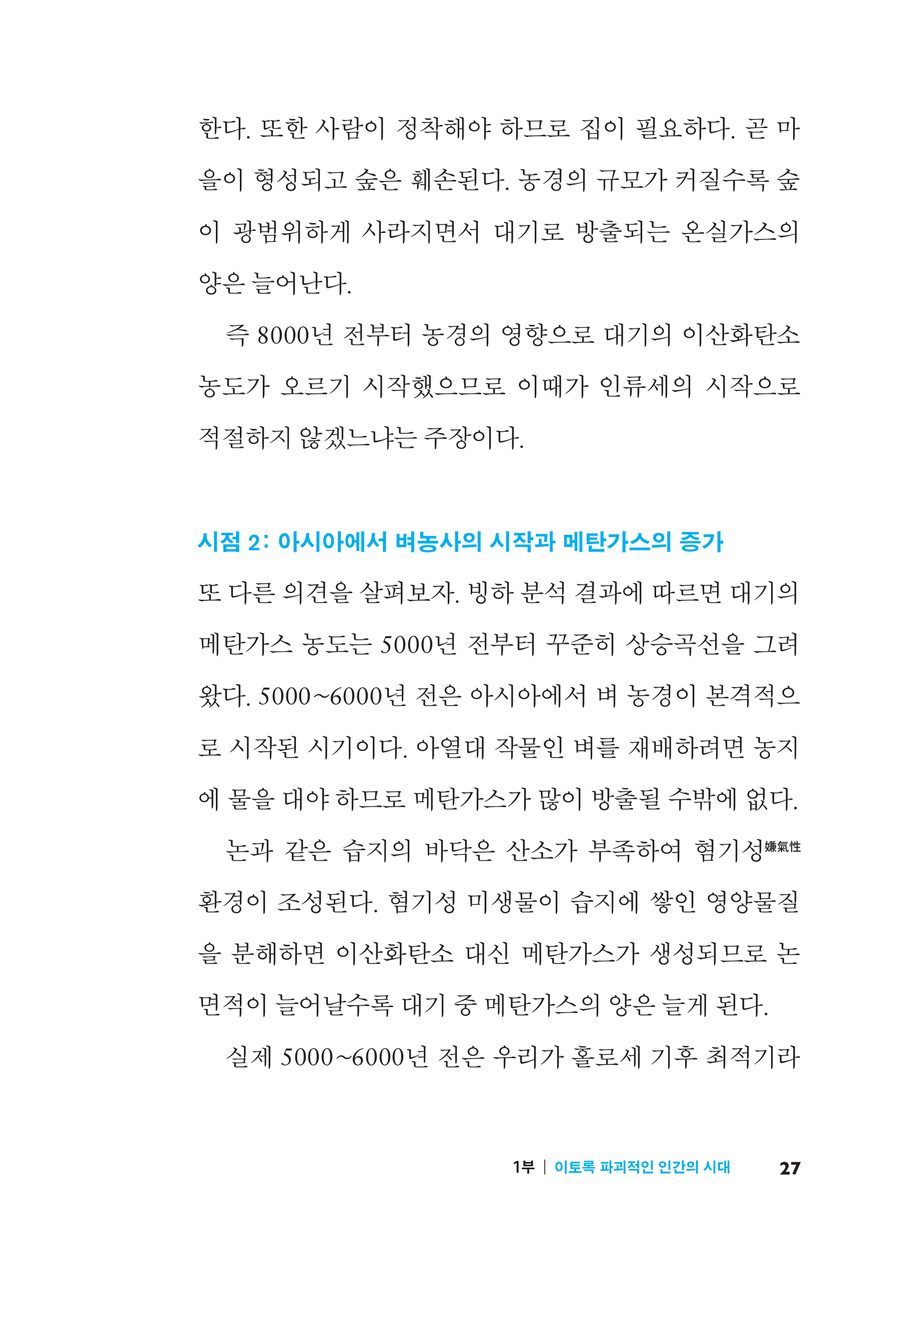 한다. 또한 사람이 정착해야 하므로 집이 필요하다. 곧 마
을이 형성되고 숲은 훼손된다. 농경의 규모가 커질수록 숲
이 광범위하게 사라지면서 대기로 방출되는 온실가스의
양은 늘어난다.
즉 8000년 전부터 농경의 영향으로 대기의 이산화탄소
농도가 오르기 시작했으므로 이때가 인류세의 시작으로
적절하지 않겠느냐는 주장이다.
시점 2: 아시아에서 벼농사의 시작과 메탄가스의 증가
또 다른 의견을 살펴보자. 빙하 분석 결과에 따르면 대기의
메탄가스 농도는 5000년 전부터 꾸준히 상승곡선을 그려
왔다. 5000~6000년 전은 아시아에서 벼 농경이 본격적으
로 시작된 시기이다. 아열대 작물인 벼를 재배하려면 농지
에 물을 대야 하므로 메탄가스가 많이 방출될 수밖에 없다.
논과 같은 습지의 바닥은 산소가 부족하여 혐기성嫌氣性
환경이 조성된다. 혐기성 미생물이 습지에 쌓인 영양물질
을 분해하면 이산화탄소 대신 메탄가스가 생성되므로 논
면적이 늘어날수록 대기 중 메탄가스의 양은 늘게 된다.
실제 5000~6000년 전은 우리가 홀로세 기후 최적기라
1부 | 이토록 파괴적인 인간의 시대 27